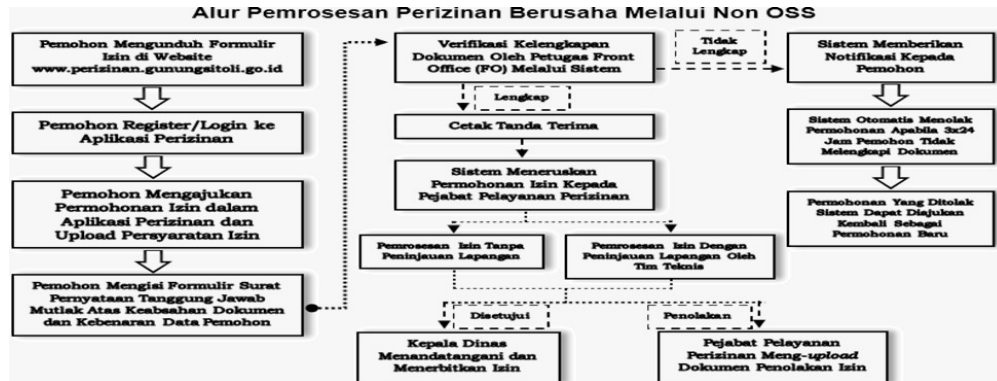 Alur Pemrosesan Perizinan Berusaha Melalui Non OSS
Pemohon Mengunduh Formulir
Izin di Website
www.perizinan.gunungsitoli.go.id
Pemohon Register/Login ke
Aplikasi Perizinan
Pemohon Mengajukan
Permohonan Izin dalam
Aplikasi Perizinan dan
Upload Persyaratan Izin
Pemohon Mengisi Formulir Surat
Pernyataan Tanggung Jawab
Mutlak Atas Keabsahan Dokumen
dan Kebenaran Data Pemohon
Verifikasi Kelengkapan
Dokumen Oleh Petugas Front
Office (FO) Melalui Sistem
Tidak
Lengkap
Lengkap
Cetak Tanda Terima
Sistem Meneruskan
Permohonan Izin Kepada
Pejabat Pelayanan Perizinan
Pemrosesan Izin Tanpa
Peninjauan Lapangan
Pemrosesan Izin Dengan
Peninjauan Lapangan Oleh
Tim Teknis
Disetujui
Penolakan
Kepala Dinas
Menandatangani dan
Menerbitkan Izin
Pejabat Pelayanan
Perizinan Meng-upload
Dokumen Penolakan Izin
Sistem Memberikan
Notifikasi Kepada
Pemohon
Sistem Otomatis Menolak
Permohonan Apabila 3x24
Jam Pemohon Tidak
Melengkapi Dokumen
Permohonan Yang Ditolak
Sistem Dapat Diajukan
Kembali Sebagai
Permohonan Baru